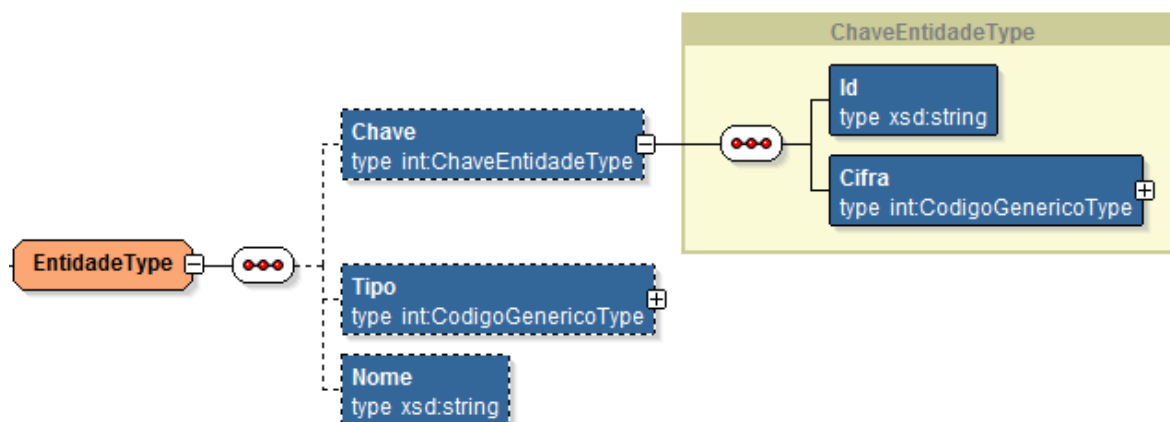 ChaveEntidadeType
Id
type xsd:string
Chave
type int:ChaveEntidadeType
Cifra
type int:CodigoGenericoType
EntidadeType
Tipo
type int:CodigoGenericoType
Nome
type xsd:string